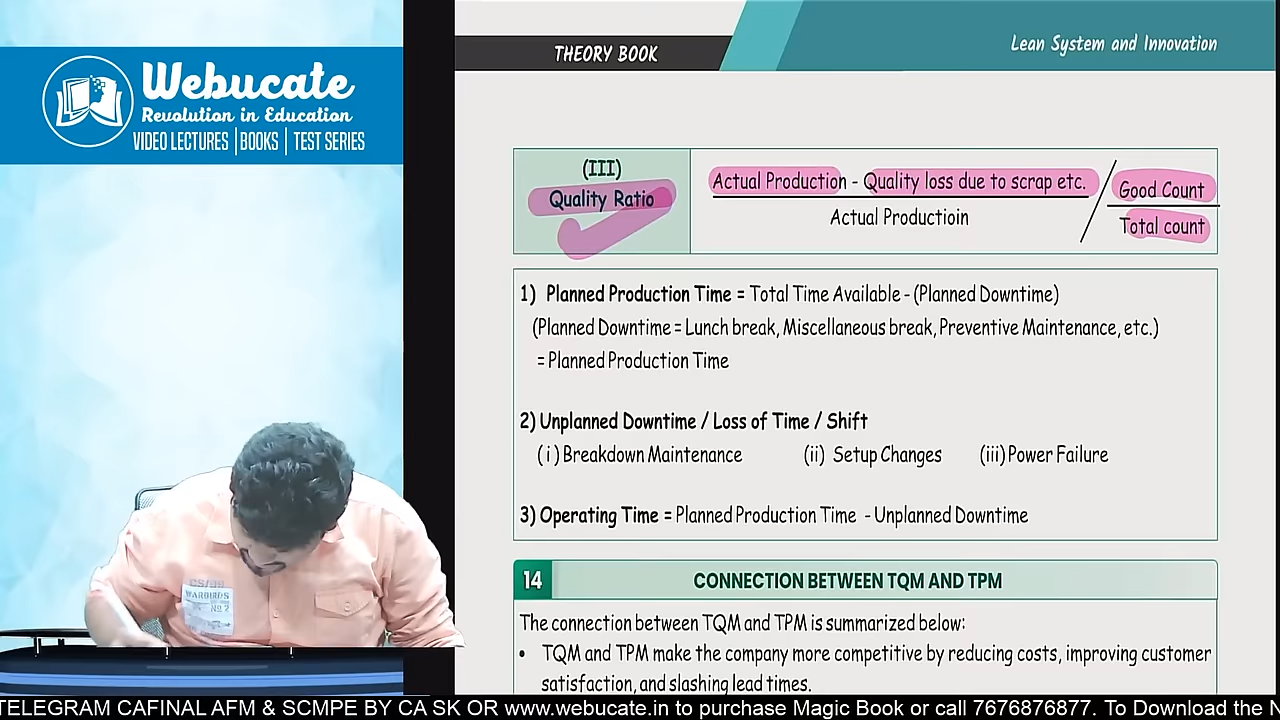 Webucate
Revolution in Education
VIDEO LECTURES | BOOKS | TEST SERIES
THEORY BOOK
Lean System and Innovation
(III)
Quality Ratio
Actual Production - Quality loss due to scrap etc.
Actual Productioin
Good Count
Total count
1) Planned Production Time = Total Time Available - (Planned Downtime)
(Planned Downtime = Lunch break, Miscellaneous break, Preventive Maintenance, etc.)
= Planned Production Time
2) Unplanned Downtime / Loss of Time / Shift
(i) Breakdown Maintenance (ii) Setup Changes (iii) Power Failure
3) Operating Time = Planned Production Time - Unplanned Downtime
14 CONNECTION BETWEEN TQM AND TPM
The connection between TQM and TPM is summarized below:
• TQM and TPM make the company more competitive by reducing costs, improving customer
satisfaction, and slashing lead times.
WARBIRDS
No 2
TELEGRAM CAFINAL AFM & SCMPE BY CA SK OR www.webucate.in to purchase Magic Book or call 7676876877. To Download the N